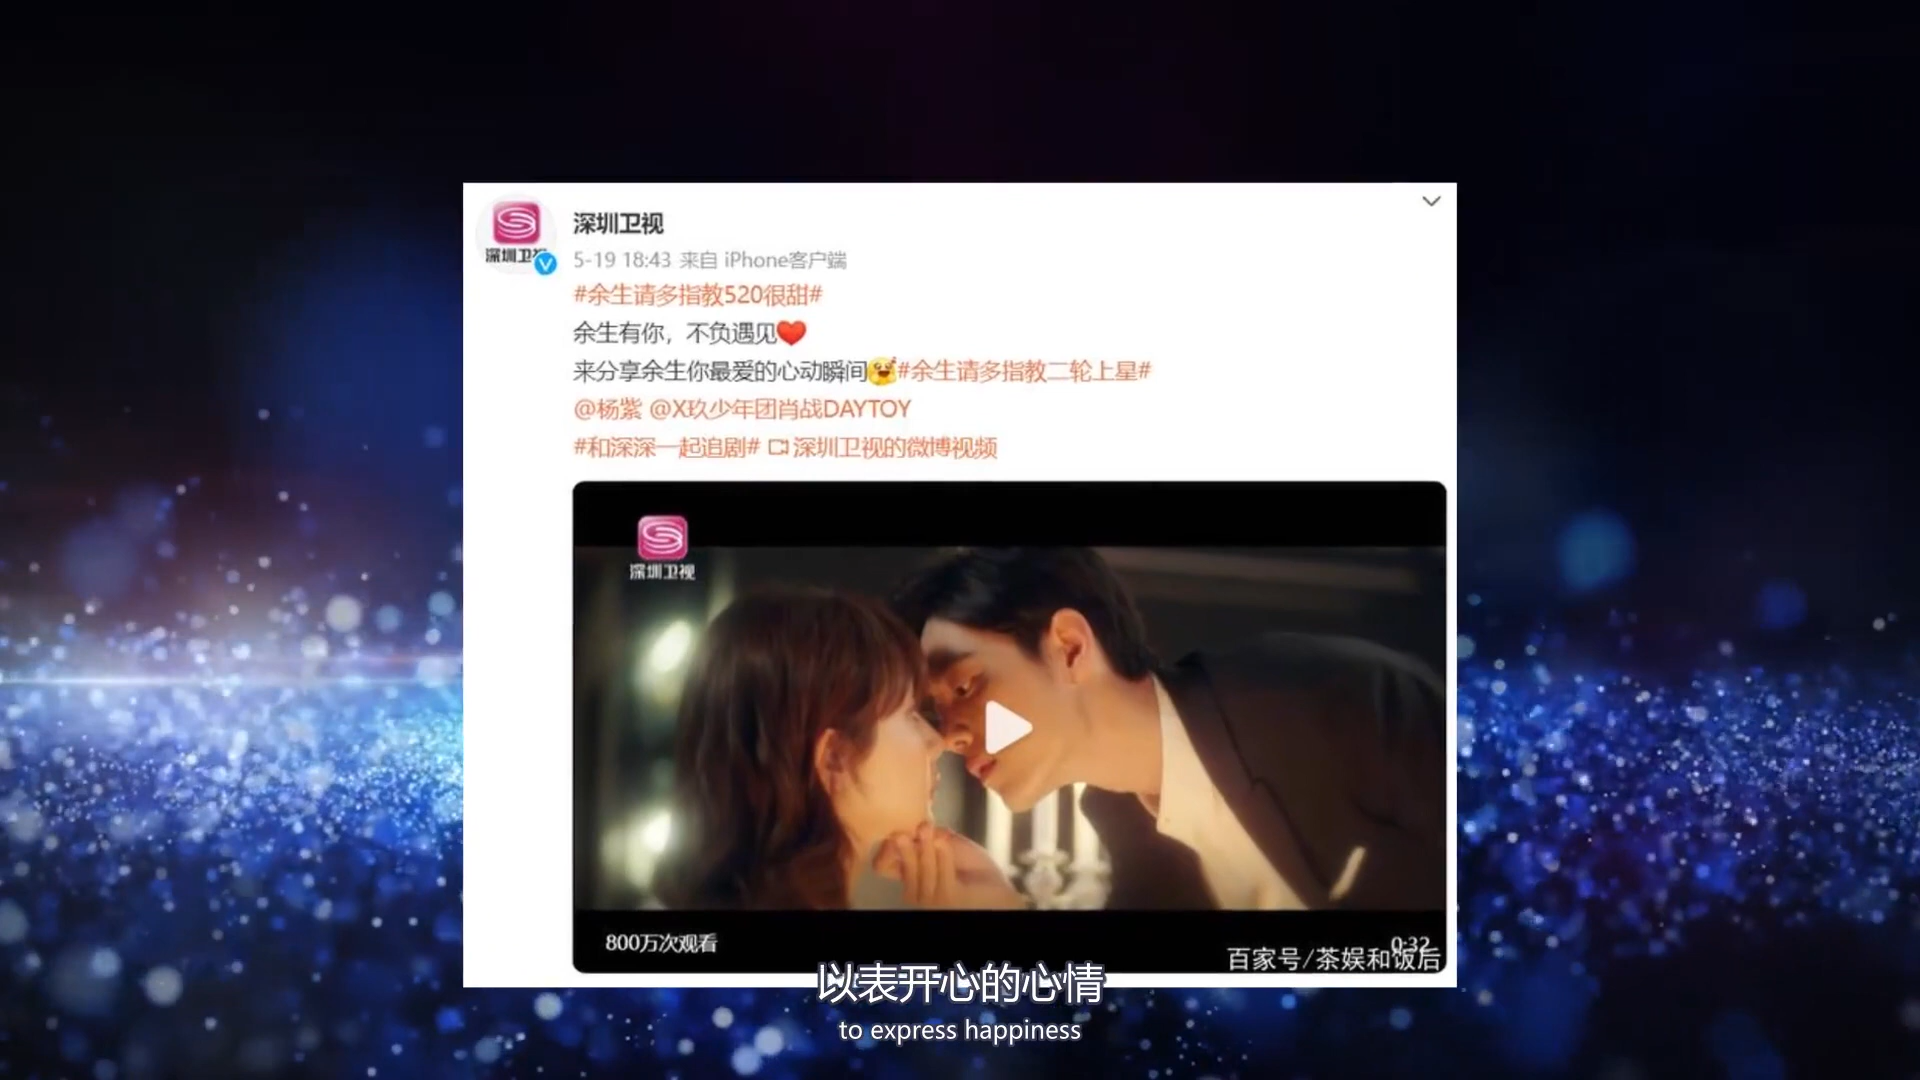 深圳卫视
深圳卫视
5-19 18:43 来自 iPhone客户端
#余生请多指教520很甜#
余生有你，不负遇见❤️
来分享余生你最爱的心动瞬间🥳#余生请多指教二轮上星#
@杨紫 @X玖少年团肖战DAYTOY
#和深深一起追剧# 深圳卫视的微博视频
深圳卫视
800万次观看
0:32
百家号/茶娱和饭后
以表开心的心情
to express happiness